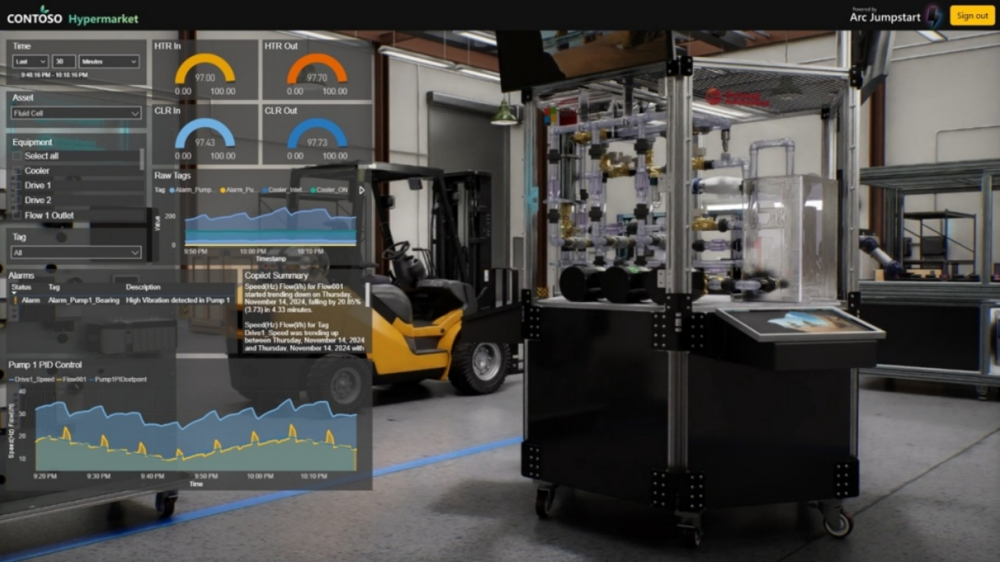 CONTOSO Hypermarket
Powered by
Arc Jumpstart
Sign out
Time
Last 30 Minutes
9:48:16 PM - 10:18:16 PM
Asset
Fluid Cell
Equipment
Select all
Cooler
Drive 1
Drive 2
Flow 1 Outlet
Tag
All
HTR In
97.00
0.00 100.00
HTR Out
97.70
0.00 100.00
CLR In
97.43
0.00 100.00
CLR Out
97.73
0.00 100.00
Raw Tags
Tag Alarm_Pump... Alarm_Pu... Cooler_Inlet... Cooler_ON
Value
200
0
9:50 PM 10:00 PM 10:10 PM
Timestamp
Alarms
Status Tag Description
Alarm Alarm_Pump1_Bearing High Vibration detected in Pump 1
Copilot Summary
Speed(Hz) Flow(l/h) for Flow001
started trending down on Thursday,
November 14, 2024, falling by 20.85%
(3.73) in 4.33 minutes.
Speed(Hz) Flow(l/h) for Tag
Drive1_Speed was trending up
between Thursday, November 14, 2024
and Thursday, November 14, 2024 with
Pump 1 PID Control
Drive1_Speed Flow001 Pump1PIDsetpoint
Speed(Hz) Flow(l/h)
40
30
20
10
9:20 PM 9:30 PM 9:40 PM 9:50 PM 10:00 PM 10:10 PM
Time